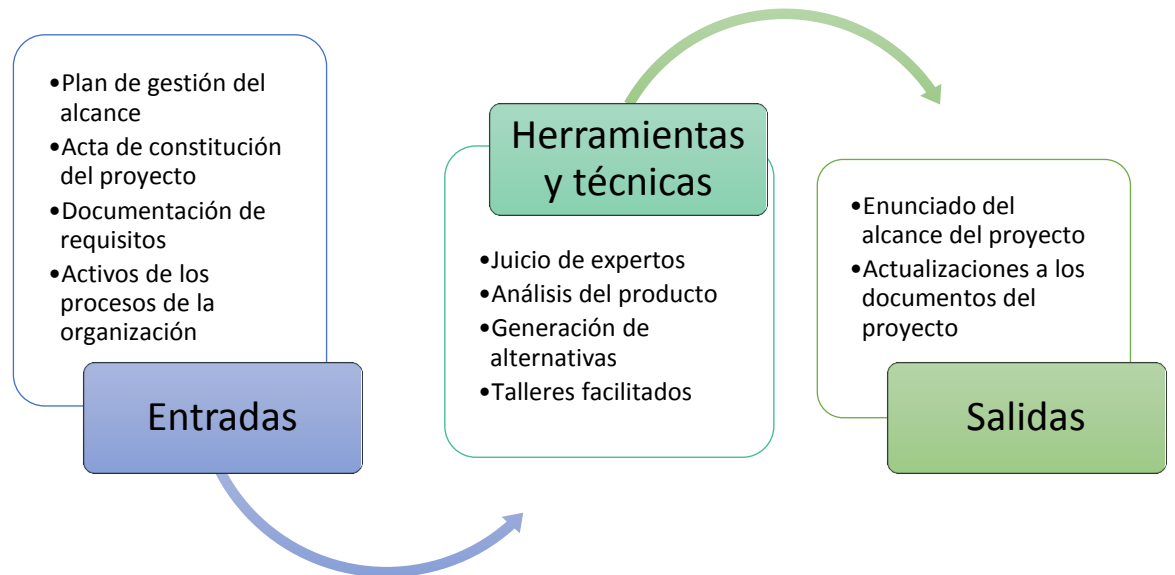 •Plan de gestión del
alcance
•Acta de constitución
del proyecto
•Documentación de
requisitos
•Activos de los
procesos de la
organización
Entradas
Herramientas
y técnicas
•Juicio de expertos
•Análisis del producto
•Generación de
alternativas
•Talleres facilitados
•Enunciado del
alcance del proyecto
•Actualizaciones a los
documentos del
proyecto
Salidas